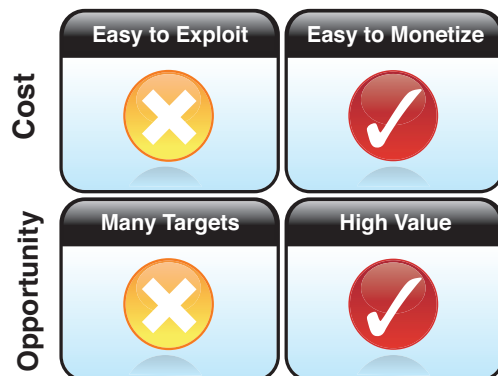 Cost
Easy to Exploit
Easy to Monetize
Opportunity
Many Targets
High Value